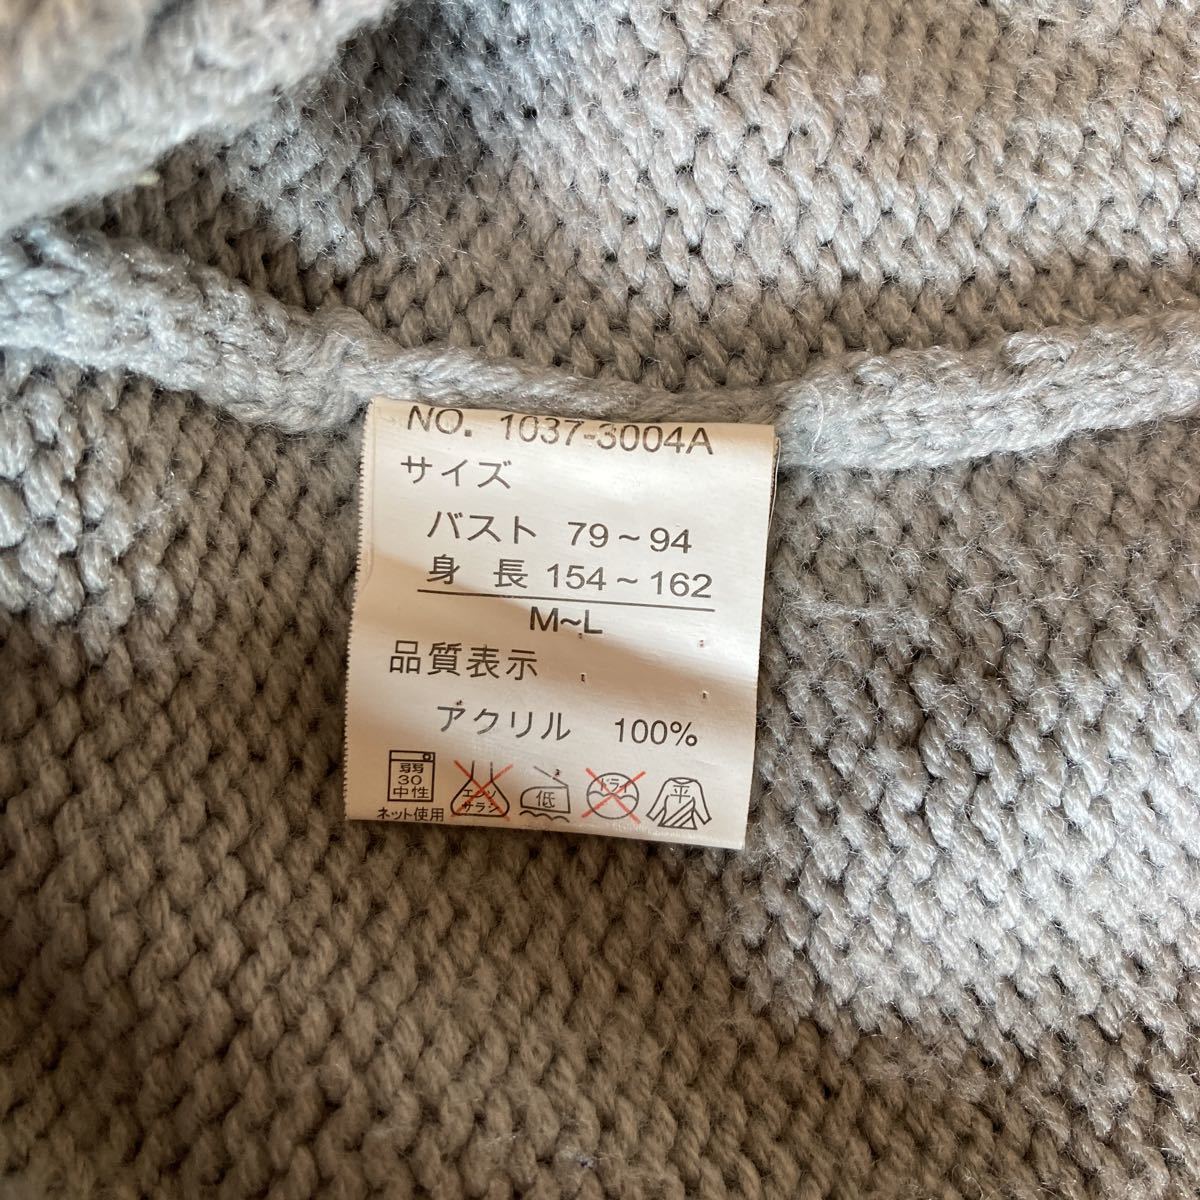 NO. 1037-3004A
サイズ
バスト 79~94
身 長 154~162
M~L
品質表示
アクリル 100%
弱 30 中性 エンソ サラシ 低 ドライ 平
ネット使用